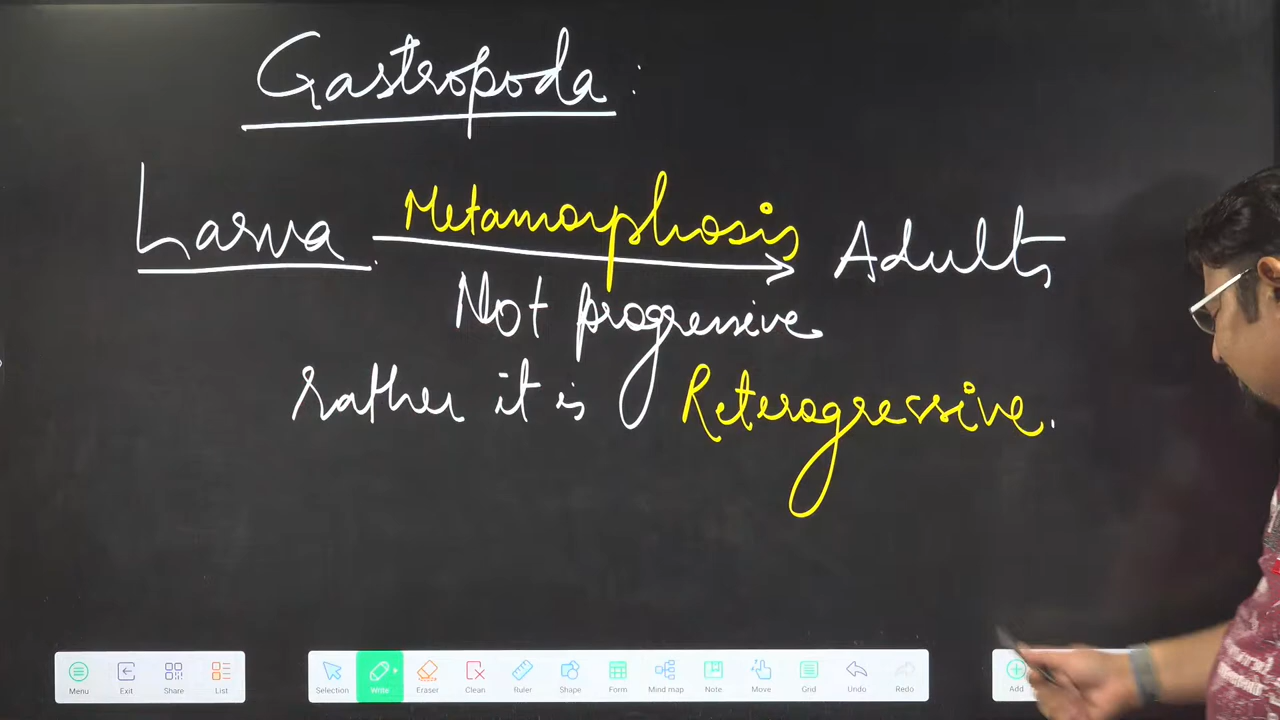 Gastropoda :
Larva Metamorphosis Adults
Not progressive
rather it is Reterogressive.
Menu Exit Share List Selection Write Eraser Clean Ruler Shape Form Mind map Note Move Grid Undo Redo Add